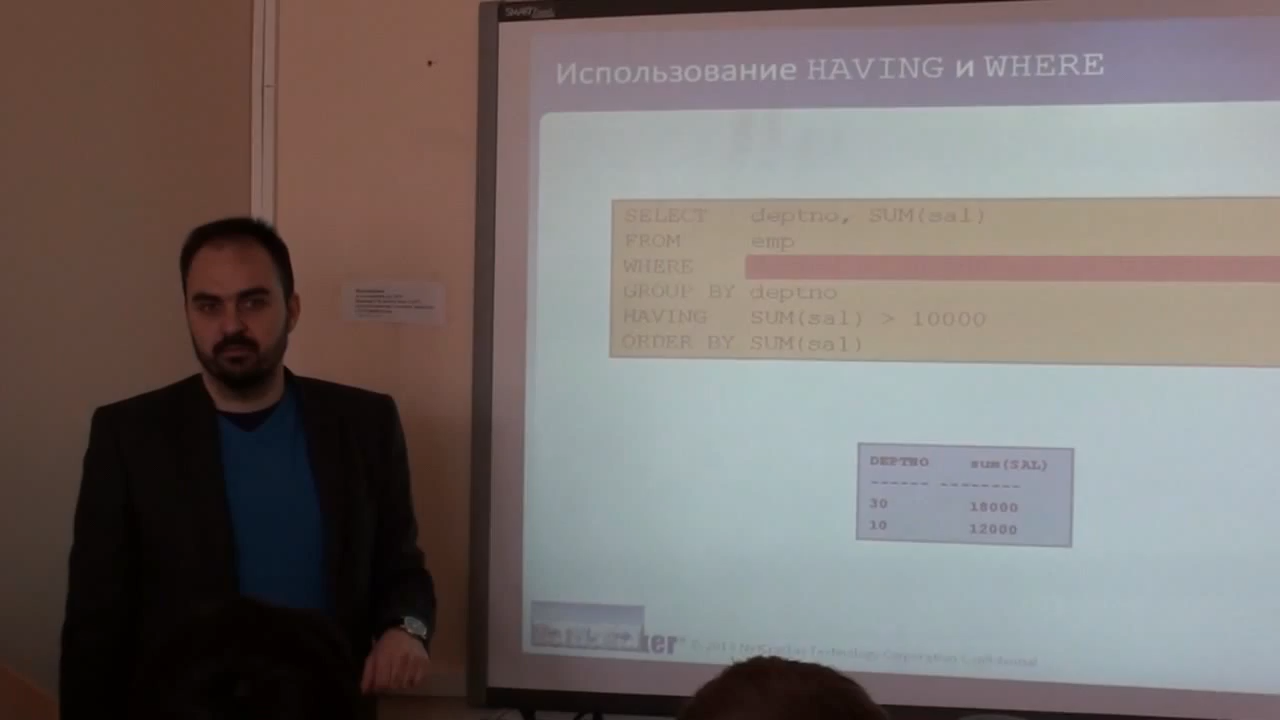 Использование HAVING и WHERE
SELECT deptno, SUM(sal)
FROM emp
WHERE
GROUP BY deptno
HAVING SUM(sal) > 10000
ORDER BY SUM(sal)
DEPTNO sum(SAL)
------ --------
30 18000
10 12000